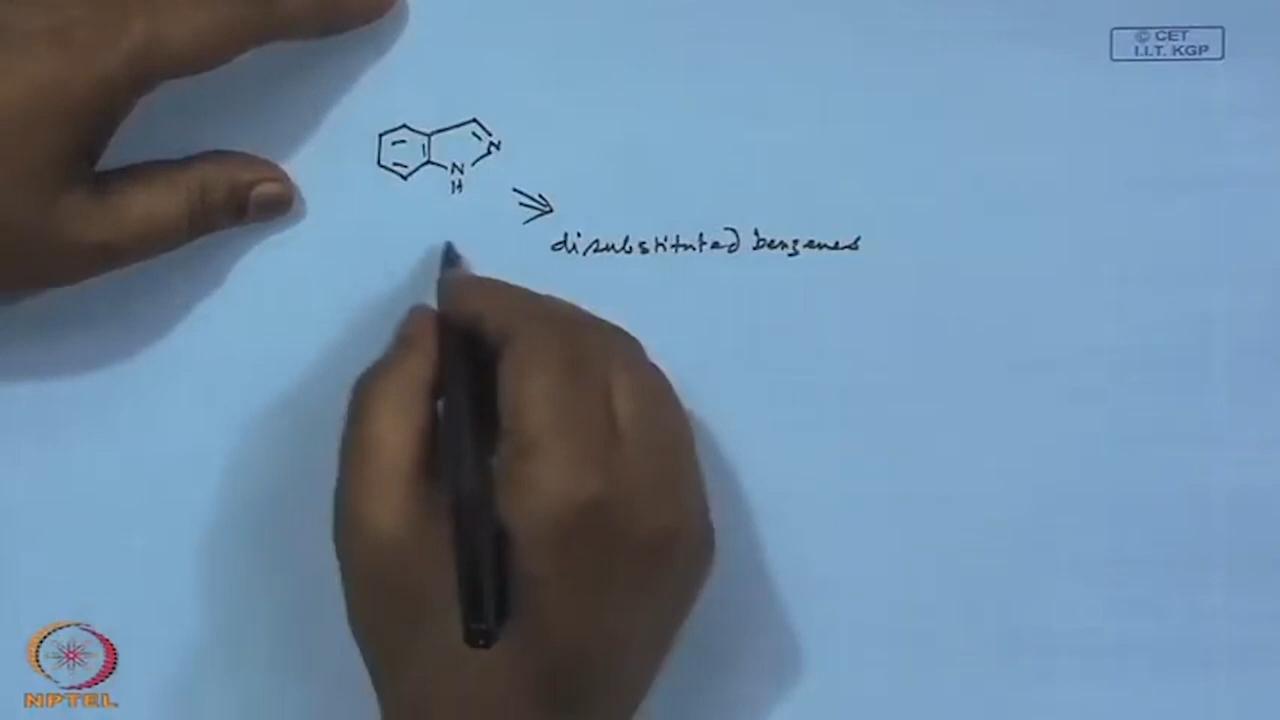 © CET
I.I.T. KGP
N
N
H
disubstituted benzenes
NPTEL